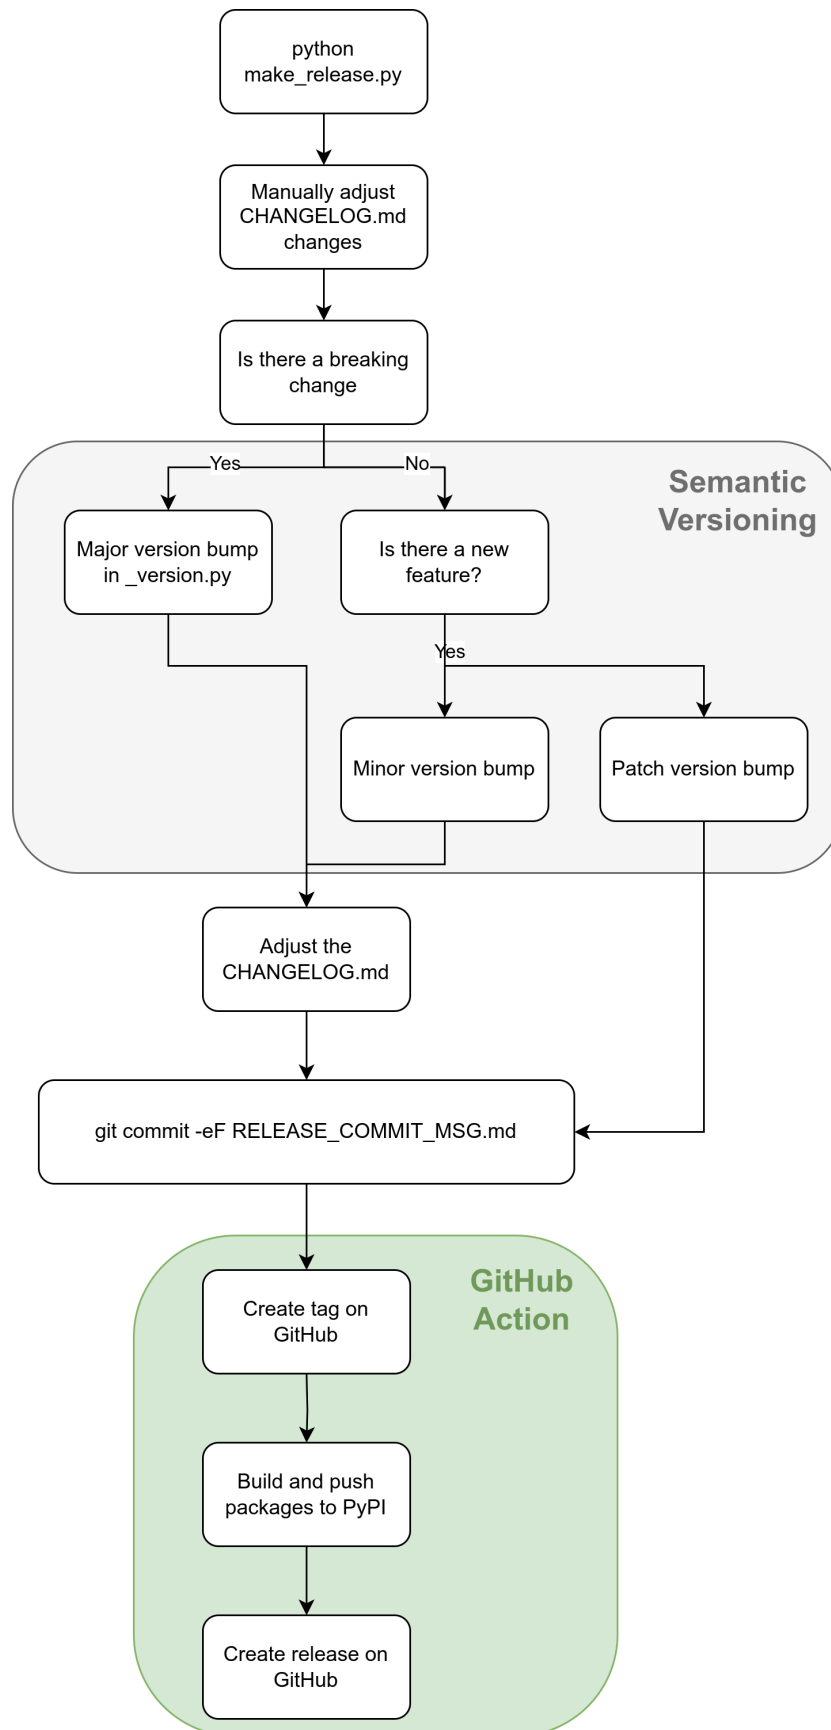 python
make_release.py
Manually adjust
CHANGELOG.md
changes
Is there a breaking
change
Yes
No
Semantic
Versioning
Major version bump
in _version.py
Is there a new
feature?
Yes
Minor version bump
Patch version bump
Adjust the
CHANGELOG.md
git commit -eF RELEASE_COMMIT_MSG.md
GitHub
Action
Create tag on
GitHub
Build and push
packages to PyPI
Create release on
GitHub